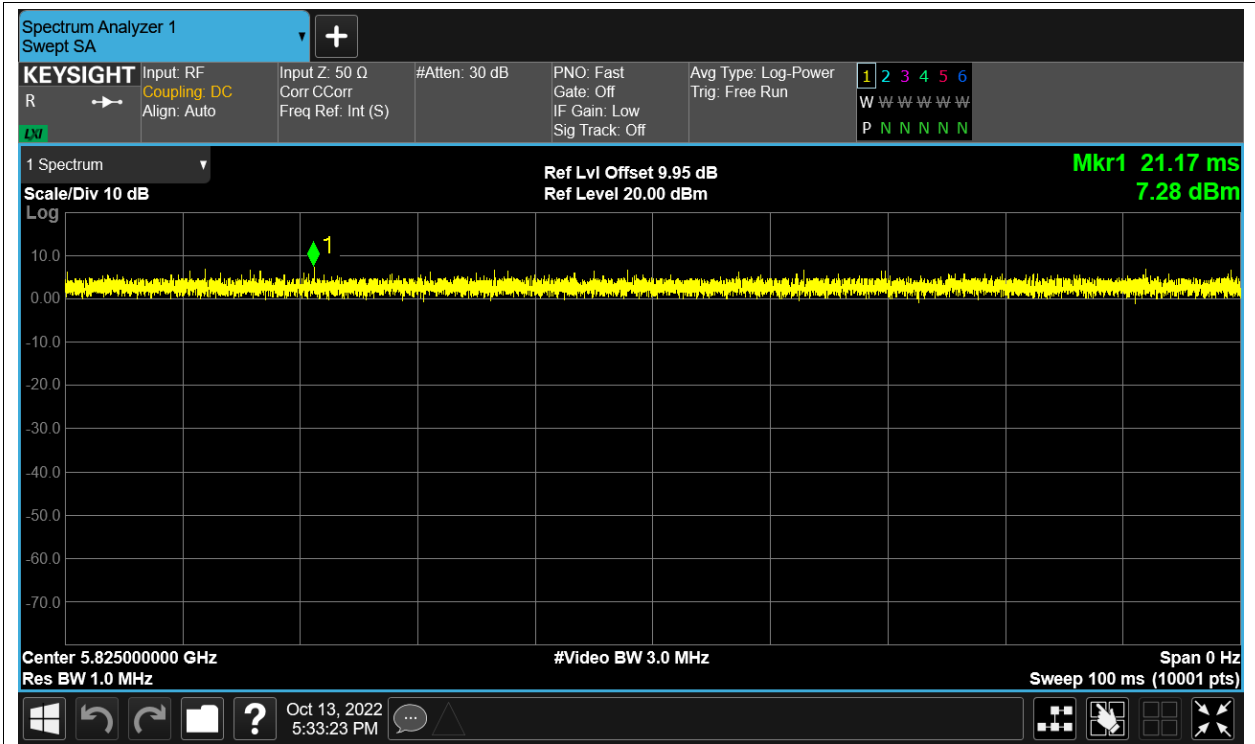 Spectrum Analyzer 1
Swept SA
KEYSIGHT
R
LXI
Input: RF
Coupling: DC
Align: Auto
Input Z: 50 Ω
Corr CCorr
Freq Ref: Int (S)
#Atten: 30 dB
PNO: Fast
Gate: Off
IF Gain: Low
Sig Track: Off
Avg Type: Log-Power
Trig: Free Run
1 2 3 4 5 6
W W W W W W
P N N N N N
1 Spectrum
Scale/Div 10 dB
Ref Lvl Offset 9.95 dB
Ref Level 20.00 dBm
Mkr1 21.17 ms
7.28 dBm
Log
1
10.0
0.00
-10.0
-20.0
-30.0
-40.0
-50.0
-60.0
-70.0
Center 5.825000000 GHz
#Video BW 3.0 MHz
Span 0 Hz
Res BW 1.0 MHz
Sweep 100 ms (10001 pts)
?
Oct 13, 2022
5:33:23 PM